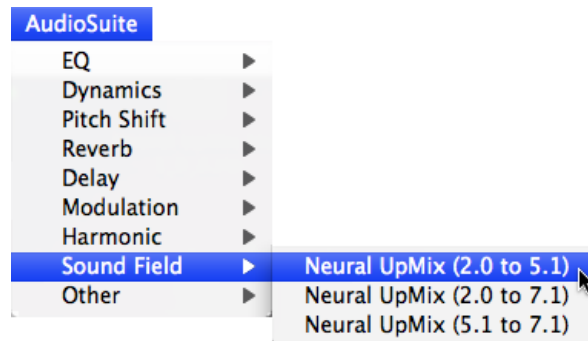 AudioSuite
EQ
Dynamics
Pitch Shift
Reverb
Delay
Modulation
Harmonic
Sound Field
Other
Neural UpMix (2.0 to 5.1)
Neural UpMix (2.0 to 7.1)
Neural UpMix (5.1 to 7.1)